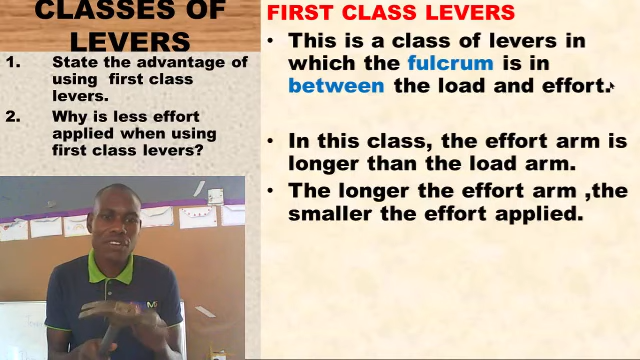 CLASSES OF
LEVERS
1. State the advantage of
using first class
levers.
2. Why is less effort
applied when using
first class levers?
FIRST CLASS LEVERS
• This is a class of levers in
which the fulcrum is in
between the load and effort.
• In this class, the effort arm is
longer than the load arm.
• The longer the effort arm ,the
smaller the effort applied.